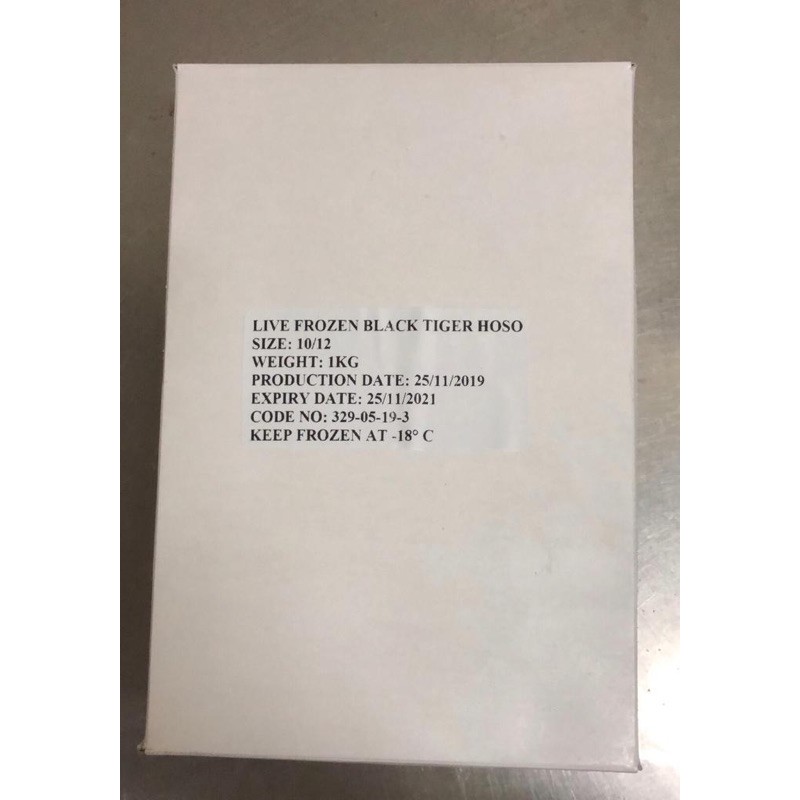 LIVE FROZEN BLACK TIGER HOSO
SIZE: 10/12
WEIGHT: 1KG
PRODUCTION DATE: 25/11/2019
EXPIRY DATE: 25/11/2021
CODE NO: 329-05-19-3
KEEP FROZEN AT -18° C